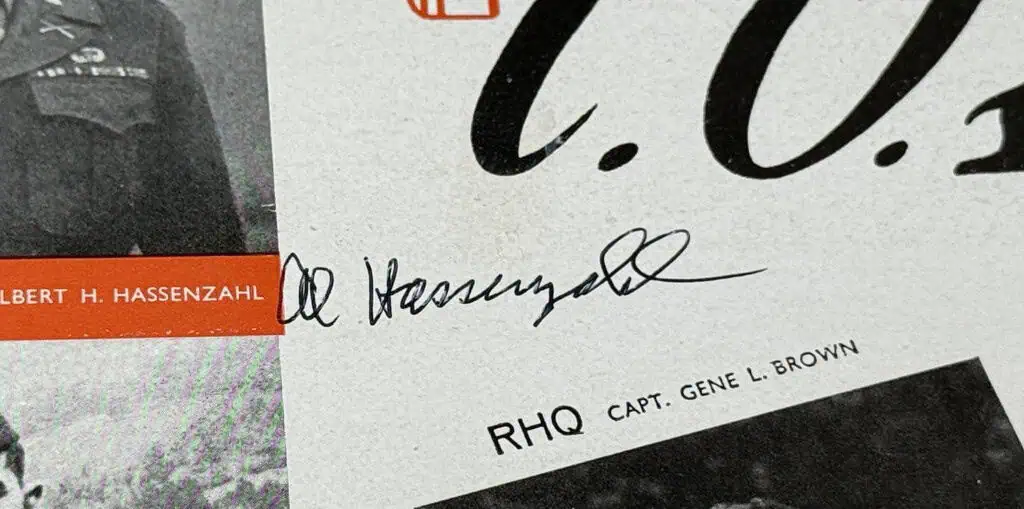 C.O.
LBERT H. HASSENZAHL
Al Hassenzahl
RHQ CAPT. GENE L. BROWN